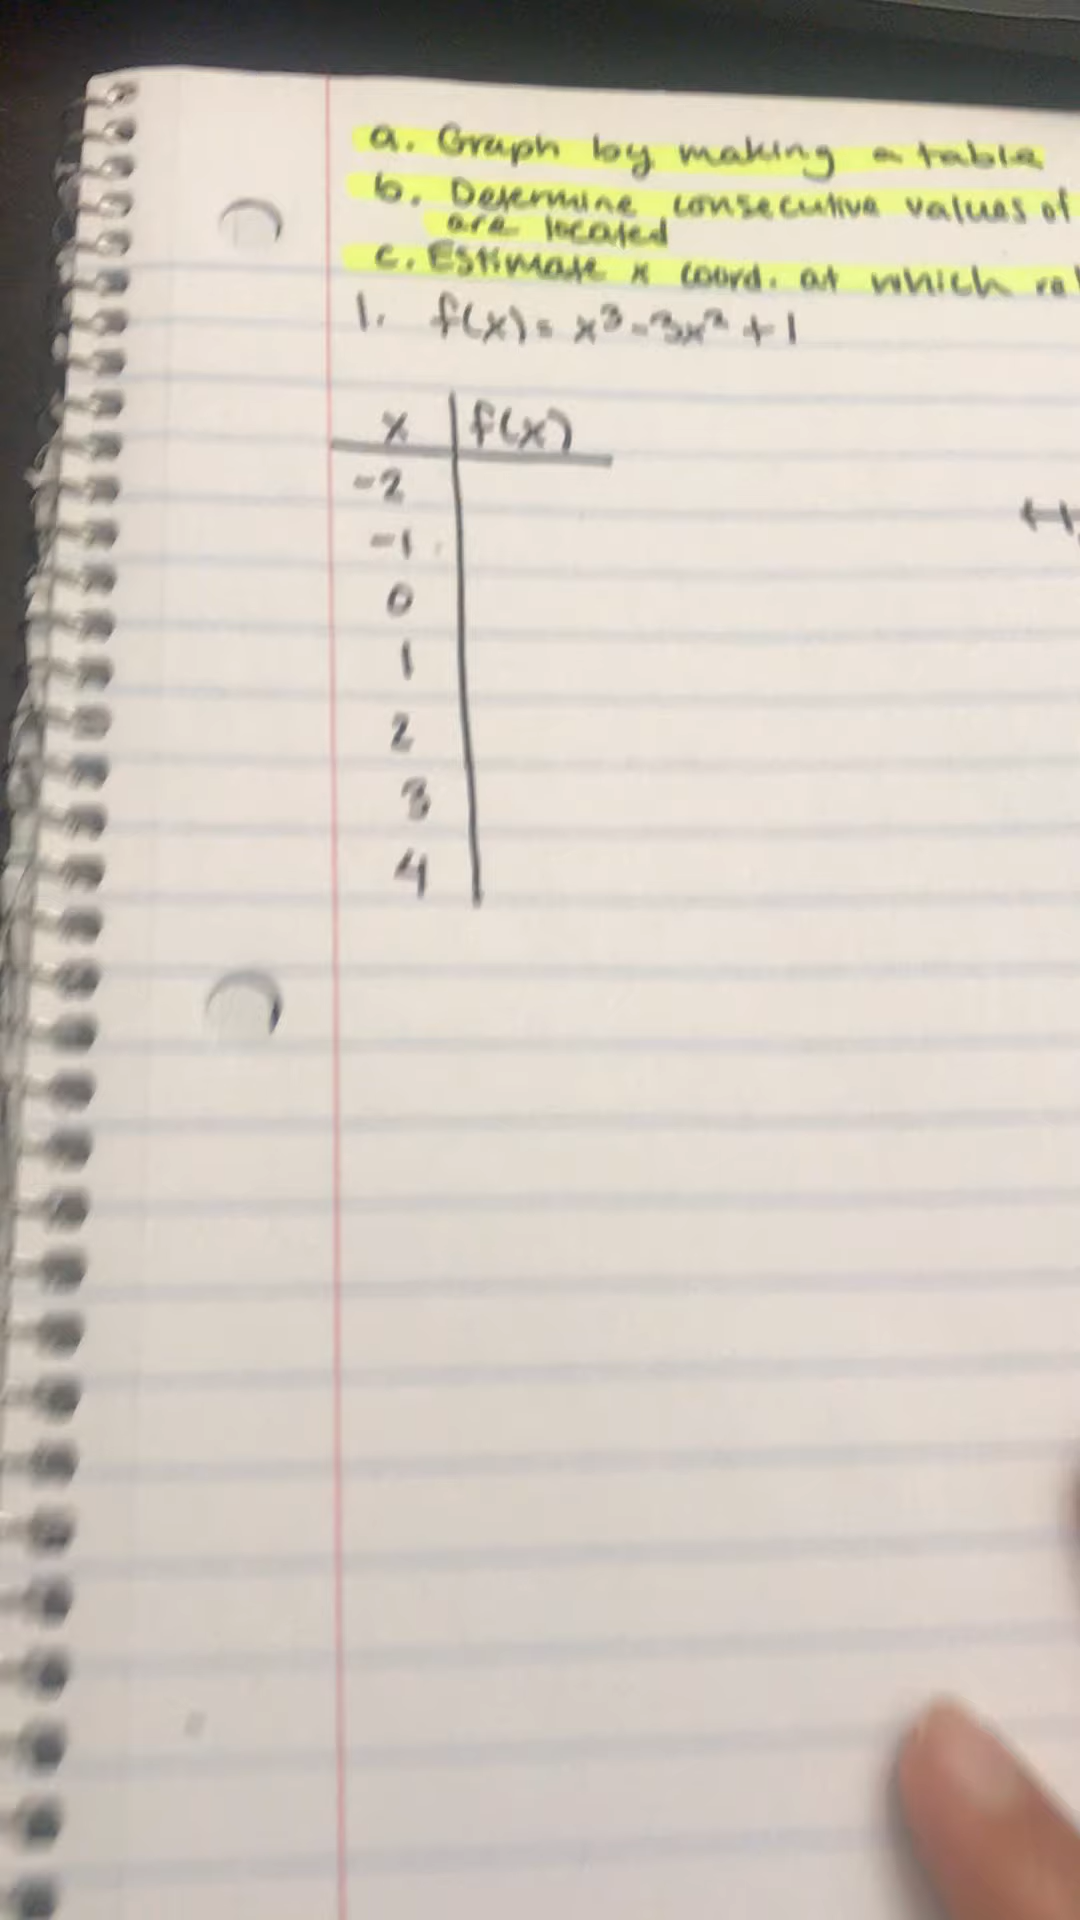 a. Graph by making a table
b. Determine consecutive values of
are located
c. Estimate x coord. at which rel
1. f(x) = x³-3x²+1
x f(x)
-2
-1
0
1
2
3
4